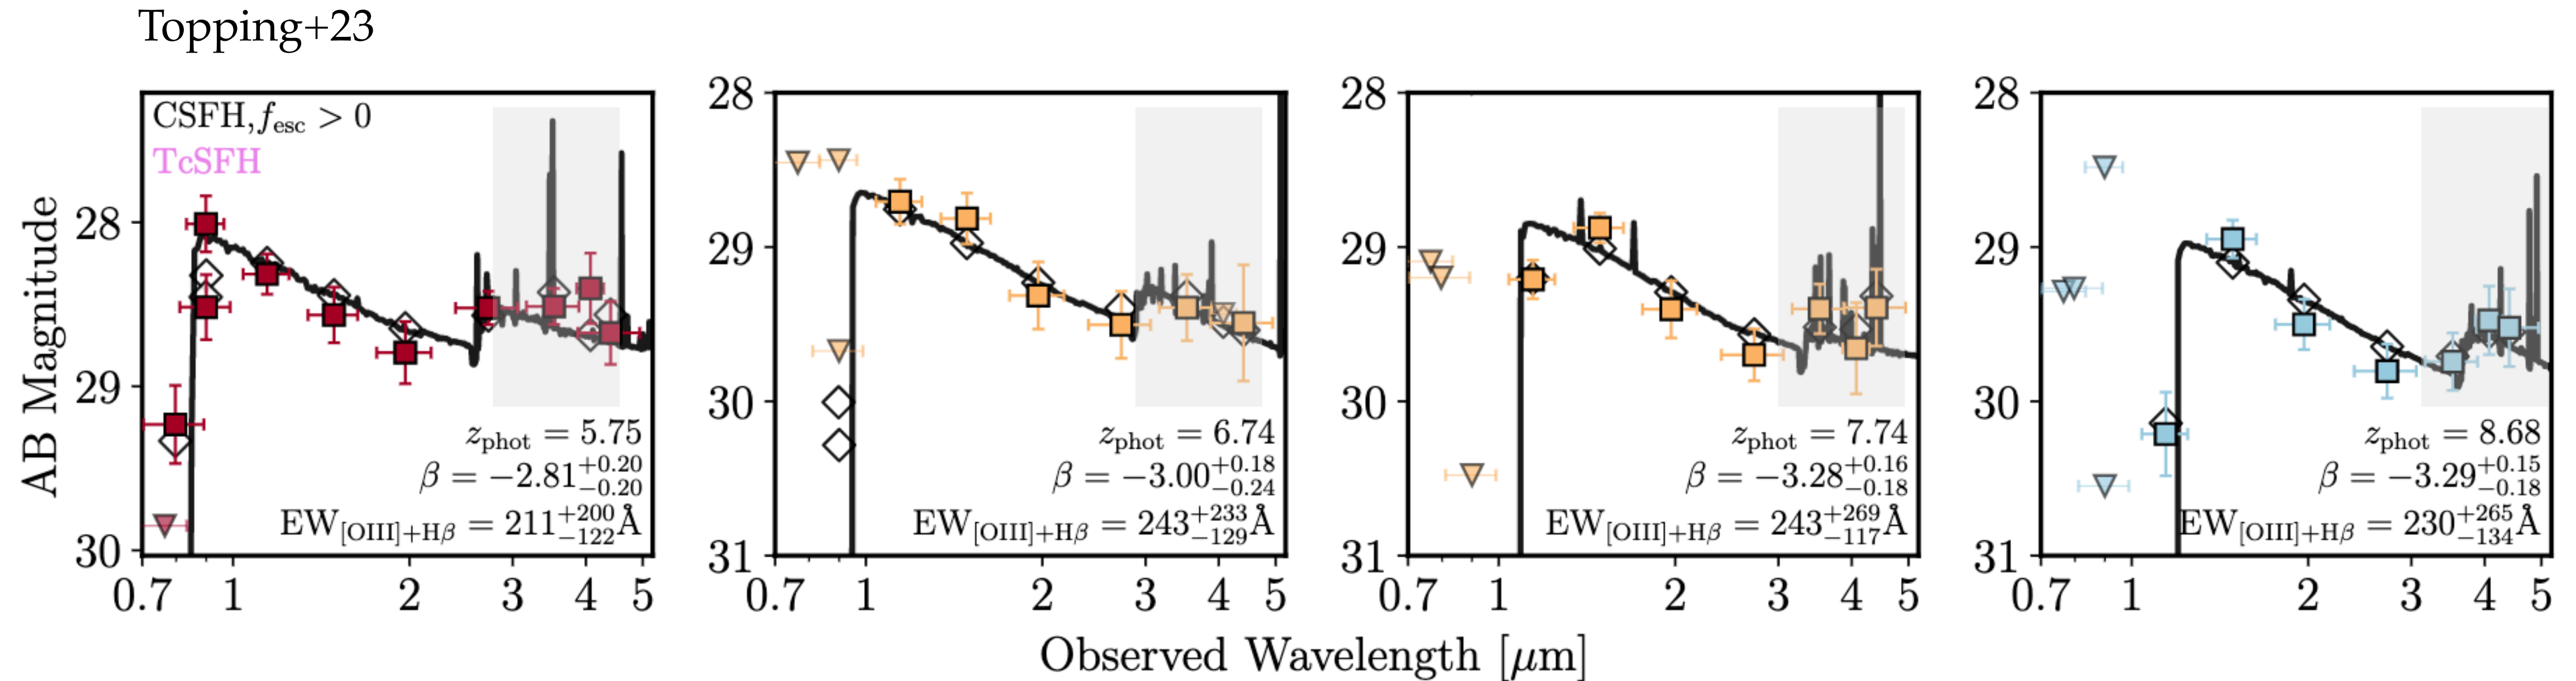 Topping+23
CSFH, f_esc > 0
TcSFH
AB Magnitude
28
29
30
z_phot = 5.75
β = −2.81^{+0.20}_{−0.20}
EW_{[OIII]+Hβ} = 211^{+200}_{−122}Å
0.7 1 2 3 4 5
28
29
30
31
z_phot = 6.74
β = −3.00^{+0.18}_{−0.24}
EW_{[OIII]+Hβ} = 243^{+233}_{−129}Å
0.7 1 2 3 4 5
28
29
30
31
z_phot = 7.74
β = −3.28^{+0.16}_{−0.18}
EW_{[OIII]+Hβ} = 243^{+269}_{−117}Å
0.7 1 2 3 4 5
28
29
30
31
z_phot = 8.68
β = −3.29^{+0.15}_{−0.18}
EW_{[OIII]+Hβ} = 230^{+265}_{−134}Å
0.7 1 2 3 4 5
Observed Wavelength [μm]